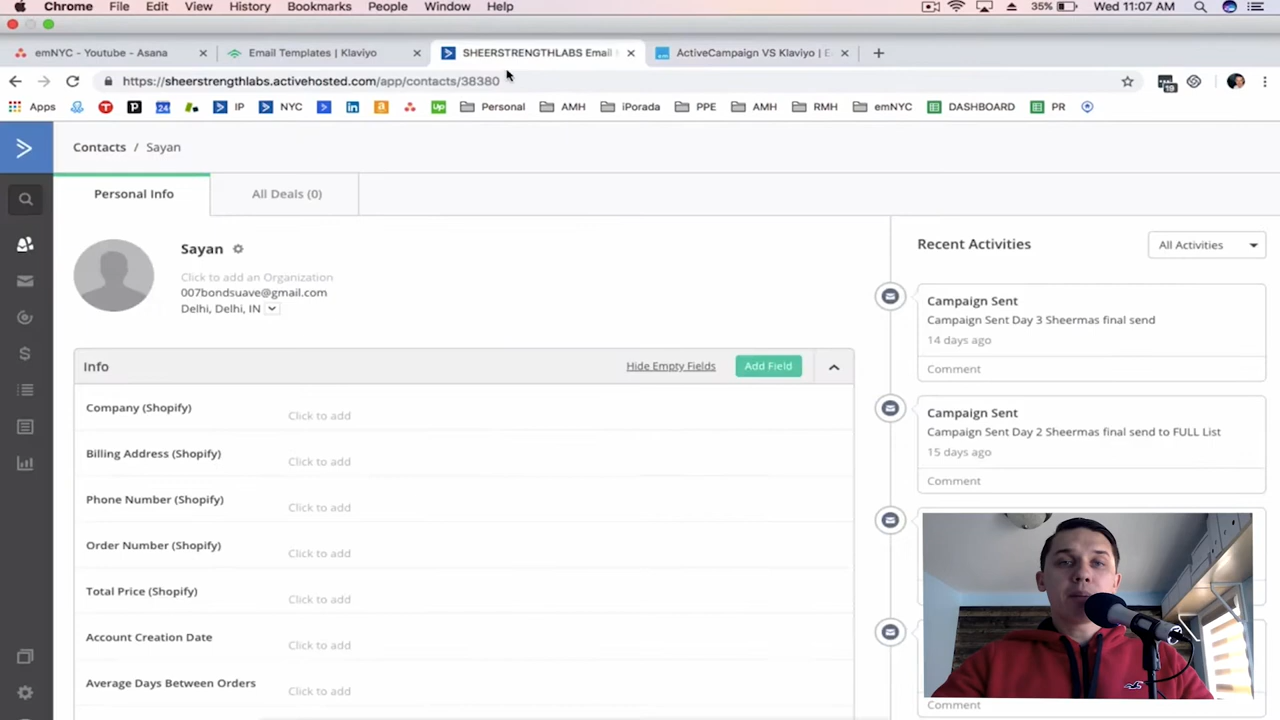 Chrome File Edit View History Bookmarks People Window Help 35% Wed 11:07 AM
emNYC - Youtube - Asana
Email Templates | Klaviyo
SHEERSTRENGTHLABS Email
ActiveCampaign VS Klaviyo | E
https://sheerstrengthlabs.activehosted.com/app/contacts/38380
19
Apps 24 IP NYC Up Personal AMH iPorada PPE AMH RMH emNYC DASHBOARD PR
Contacts / Sayan
Personal Info
All Deals (0)
Sayan
Click to add an Organization
007bondsuave@gmail.com
Delhi, Delhi, IN
Info
Hide Empty Fields
Add Field
Company (Shopify) Click to add
Billing Address (Shopify) Click to add
Phone Number (Shopify) Click to add
Order Number (Shopify) Click to add
Total Price (Shopify) Click to add
Account Creation Date Click to add
Average Days Between Orders Click to add
Recent Activities
All Activities
Campaign Sent
Campaign Sent Day 3 Sheermas final send
14 days ago
Comment
Campaign Sent
Campaign Sent Day 2 Sheermas final send to FULL List
15 days ago
Comment
Comment